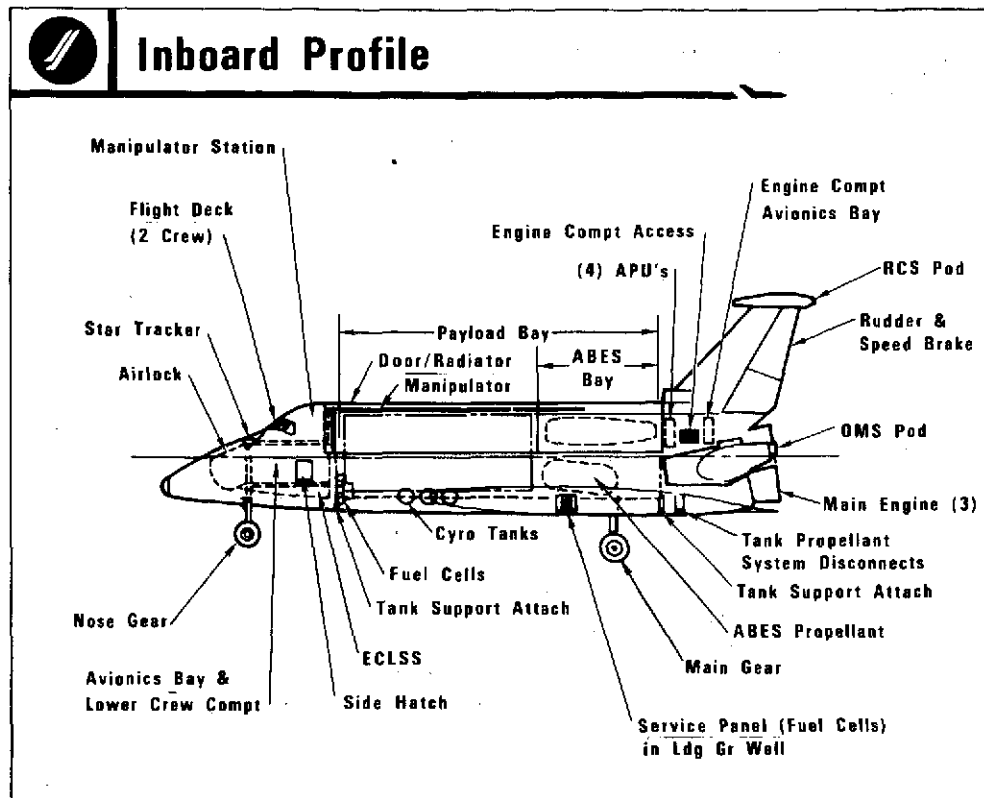 Inboard Profile
Manipulator Station
Flight Deck
(2 Crew)
Star Tracker
Airlock
Payload Bay
Door/Radiator
Manipulator
ABES
Bay
Engine Compt Access
(4) APU's
Engine Compt
Avionics Bay
RCS Pod
Rudder &
Speed Brake
OMS Pod
Main Engine (3)
Tank Propellant
System Disconnects
Tank Support Attach
ABES Propellant
Main Gear
Service Panel (Fuel Cells)
in Ldg Gr Well
Cyro Tanks
Fuel Cells
Tank Support Attach
ECLSS
Side Hatch
Nose Gear
Avionics Bay &
Lower Crew Compt